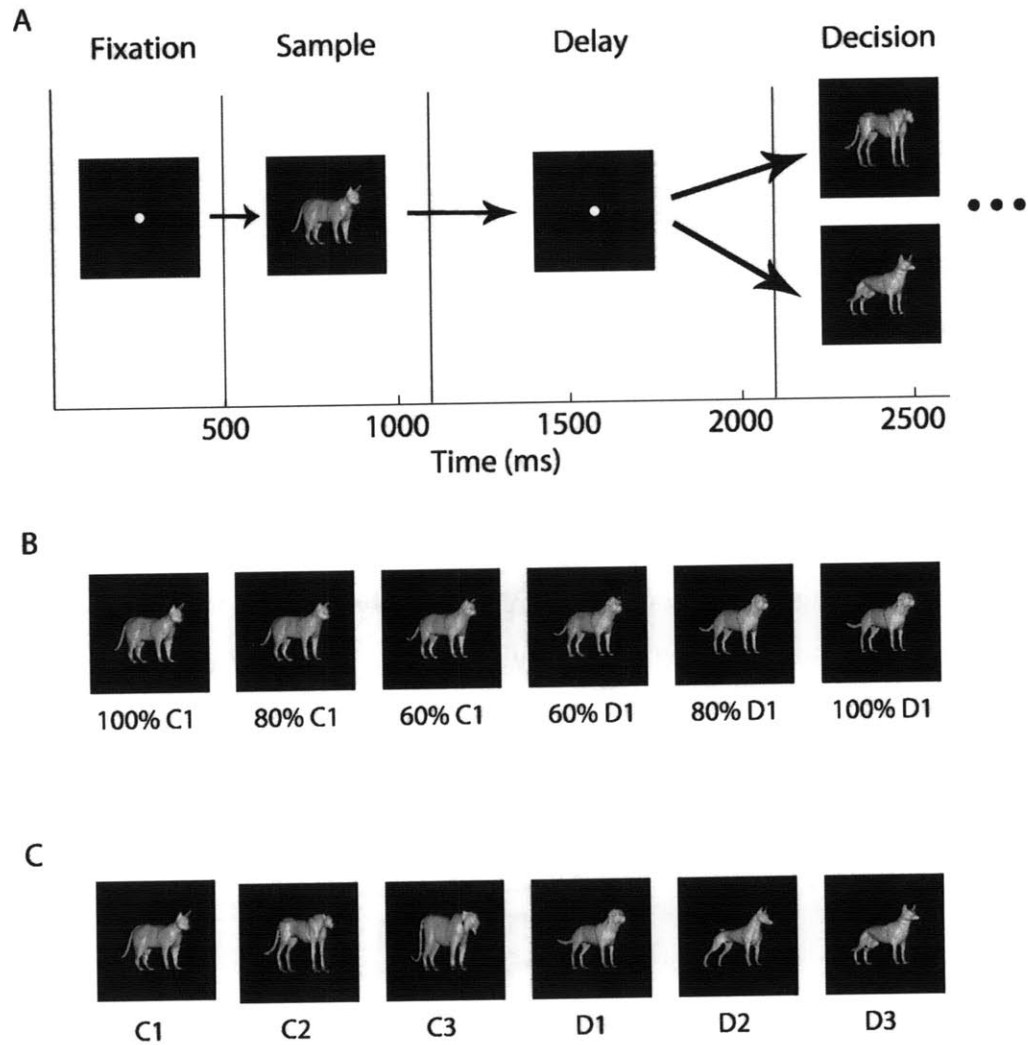 A
Fixation Sample Delay Decision
500 1000 1500 2000 2500
Time (ms)
B
100% C1 80% C1 60% C1 60% D1 80% D1 100% D1
C
C1 C2 C3 D1 D2 D3